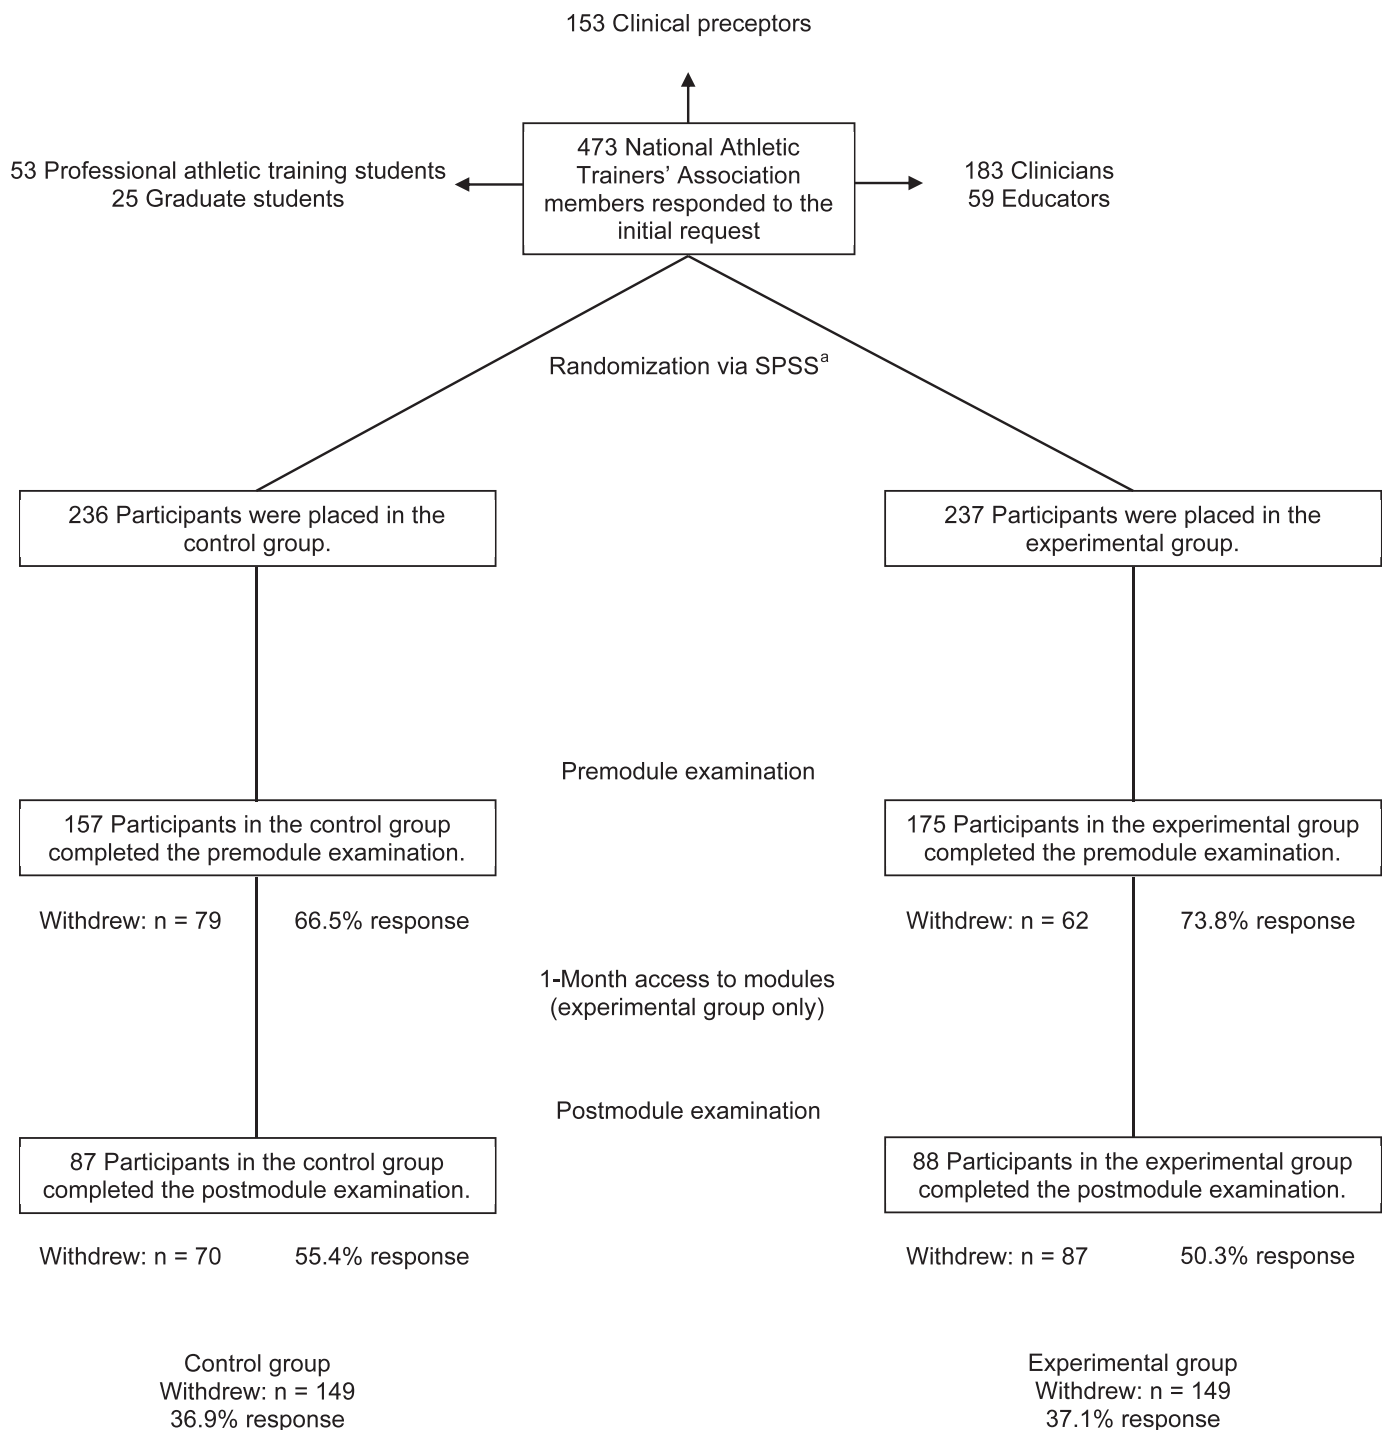 153 Clinical preceptors
53 Professional athletic training students
25 Graduate students
473 National Athletic
Trainers’ Association
members responded to the
initial request
183 Clinicians
59 Educators
Randomization via SPSSa
236 Participants were placed in the
control group.
237 Participants were placed in the
experimental group.
Premodule examination
157 Participants in the control group
completed the premodule examination.
175 Participants in the experimental group
completed the premodule examination.
Withdrew: n = 79 66.5% response
Withdrew: n = 62 73.8% response
1-Month access to modules
(experimental group only)
Postmodule examination
87 Participants in the control group
completed the postmodule examination.
88 Participants in the experimental group
completed the postmodule examination.
Withdrew: n = 70 55.4% response
Withdrew: n = 87 50.3% response
Control group
Withdrew: n = 149
36.9% response
Experimental group
Withdrew: n = 149
37.1% response